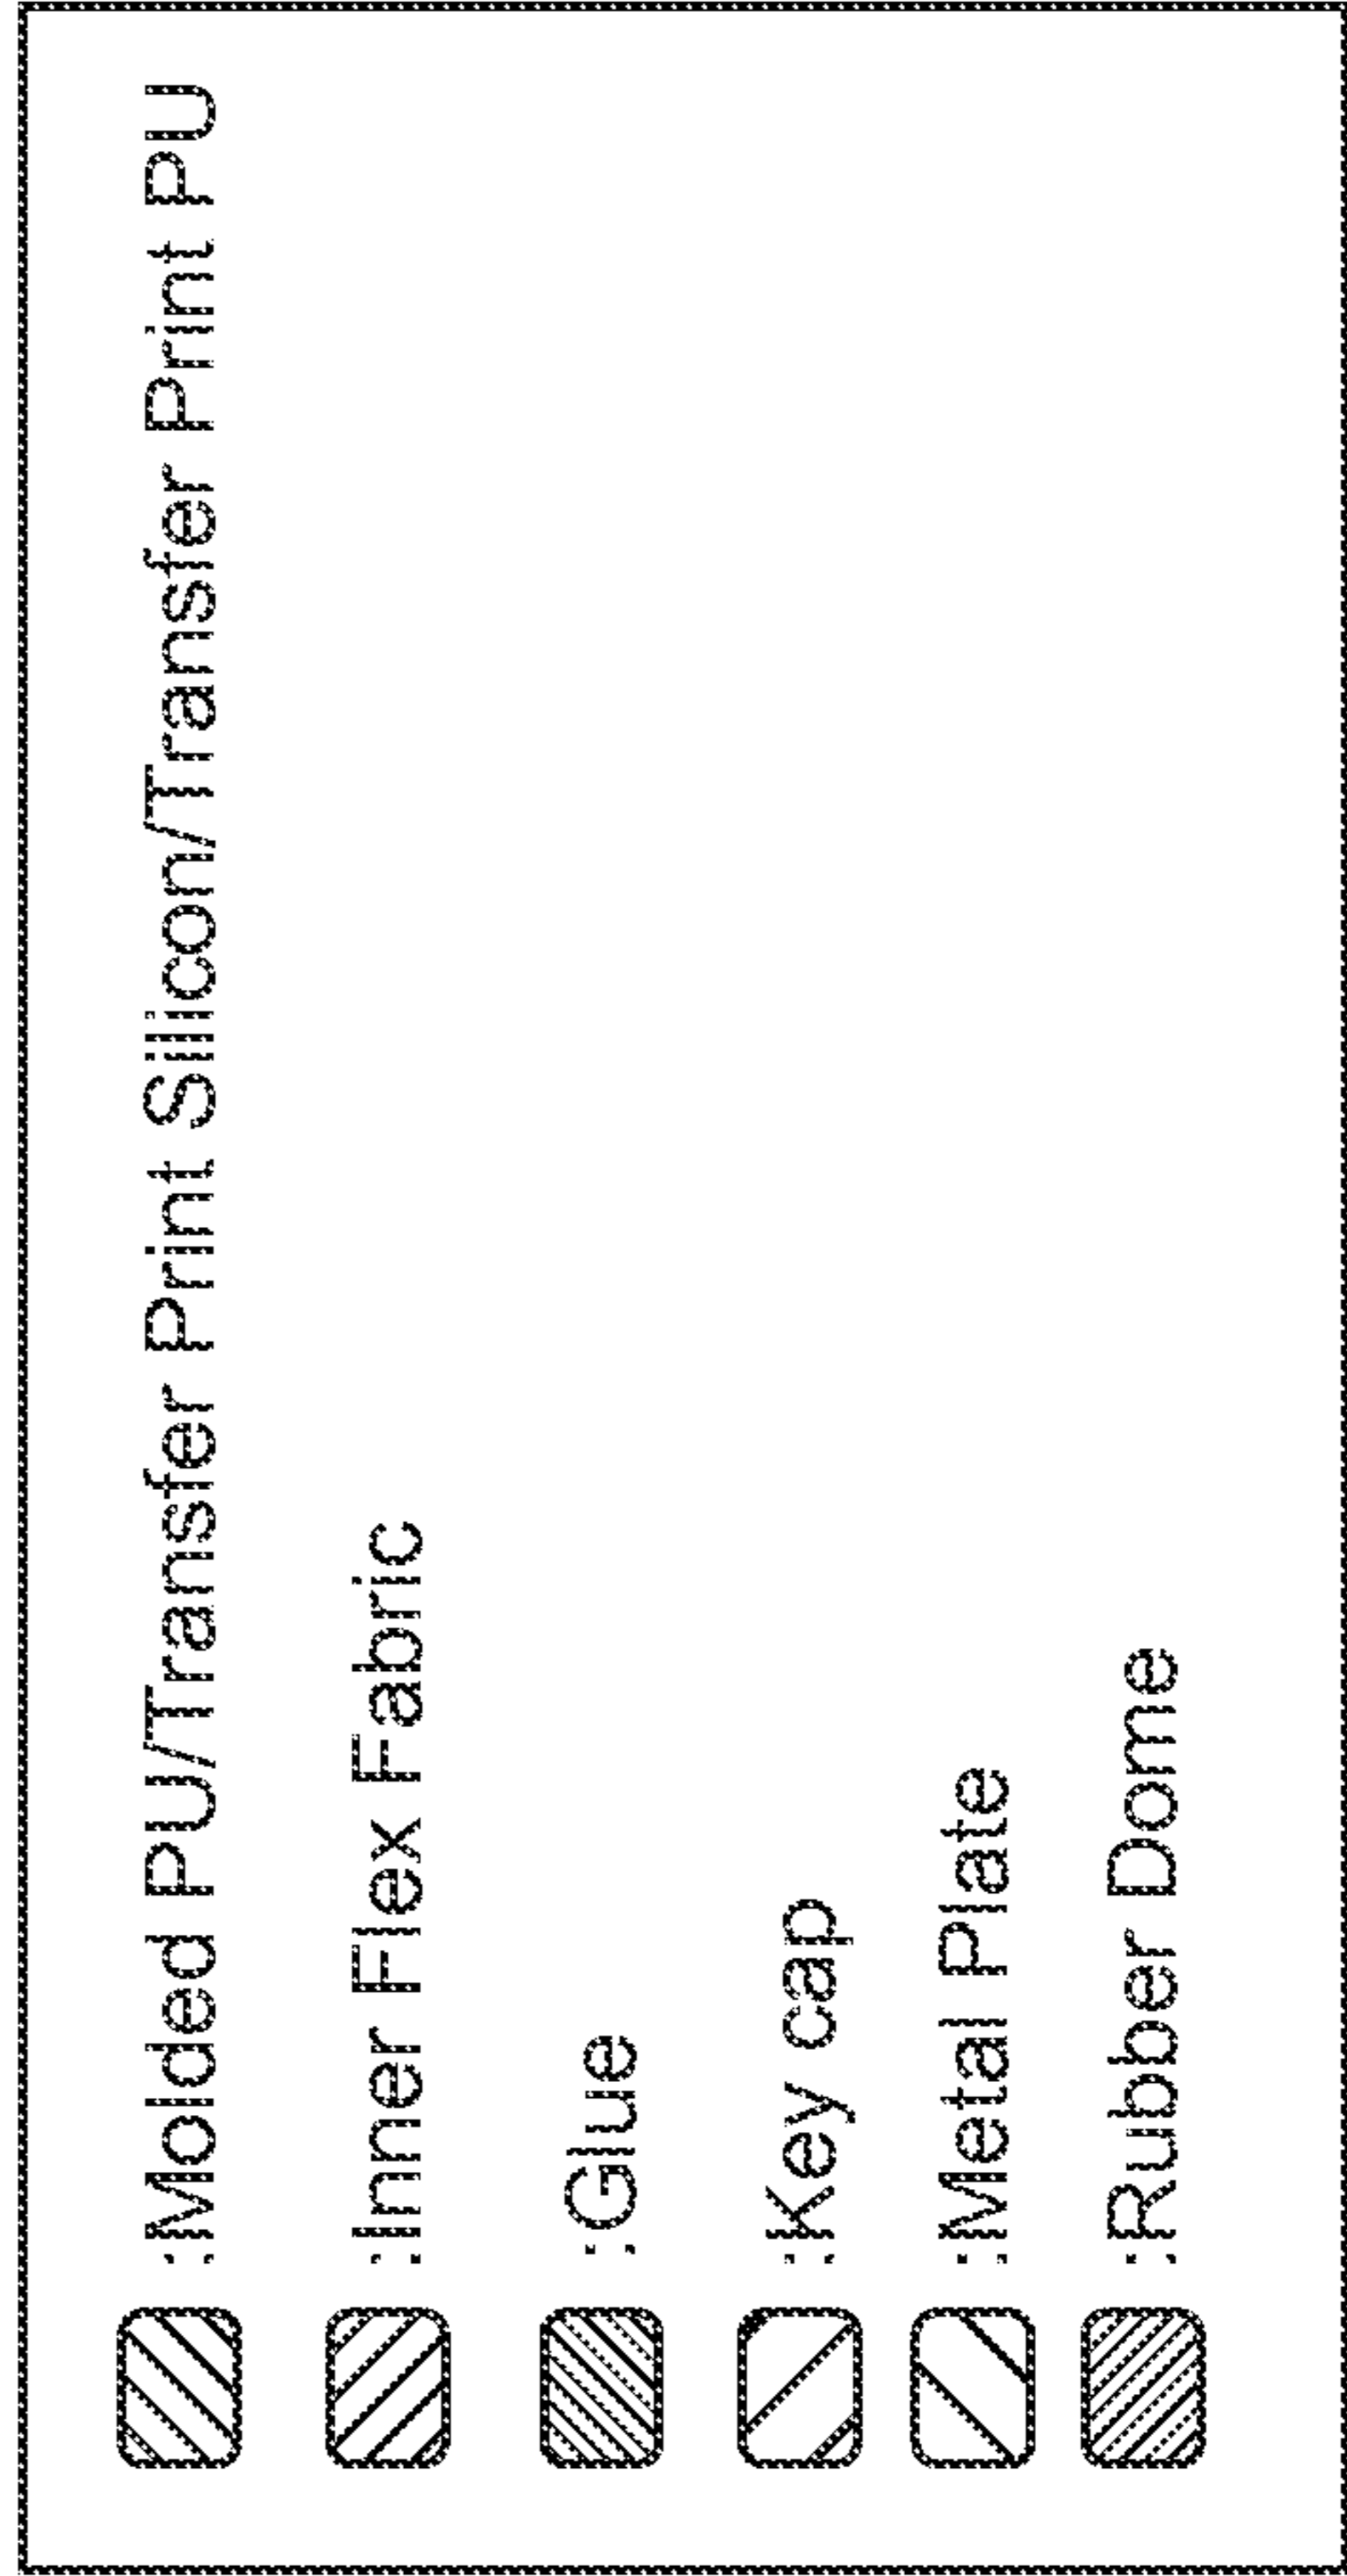 :Molded PU/Transfer Print Silicon/Transfer Print PU
:Inner Flex Fabric
:Glue
:Key cap
:Metal Plate
:Rubber Dome